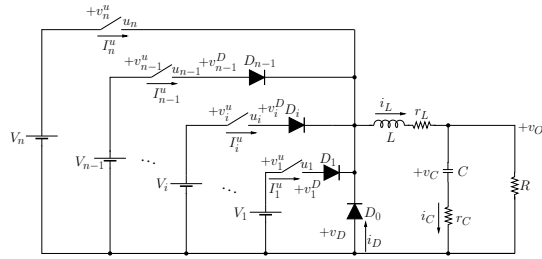 +v_n^u
u_n
I_n^u
+v_{n-1}^u
u_{n-1}
+v_{n-1}^D
D_{n-1}
I_{n-1}^u
+v_i^u
u_i
+v_i^D
D_i
I_i^u
i_L
r_L
L
+v_O
V_n
V_{n-1}
...
V_i
...
+v_1^u
u_1
D_1
I_1^u
+v_1^D
V_1
+v_C
C
R
D_0
+v_D
i_D
i_C
r_C